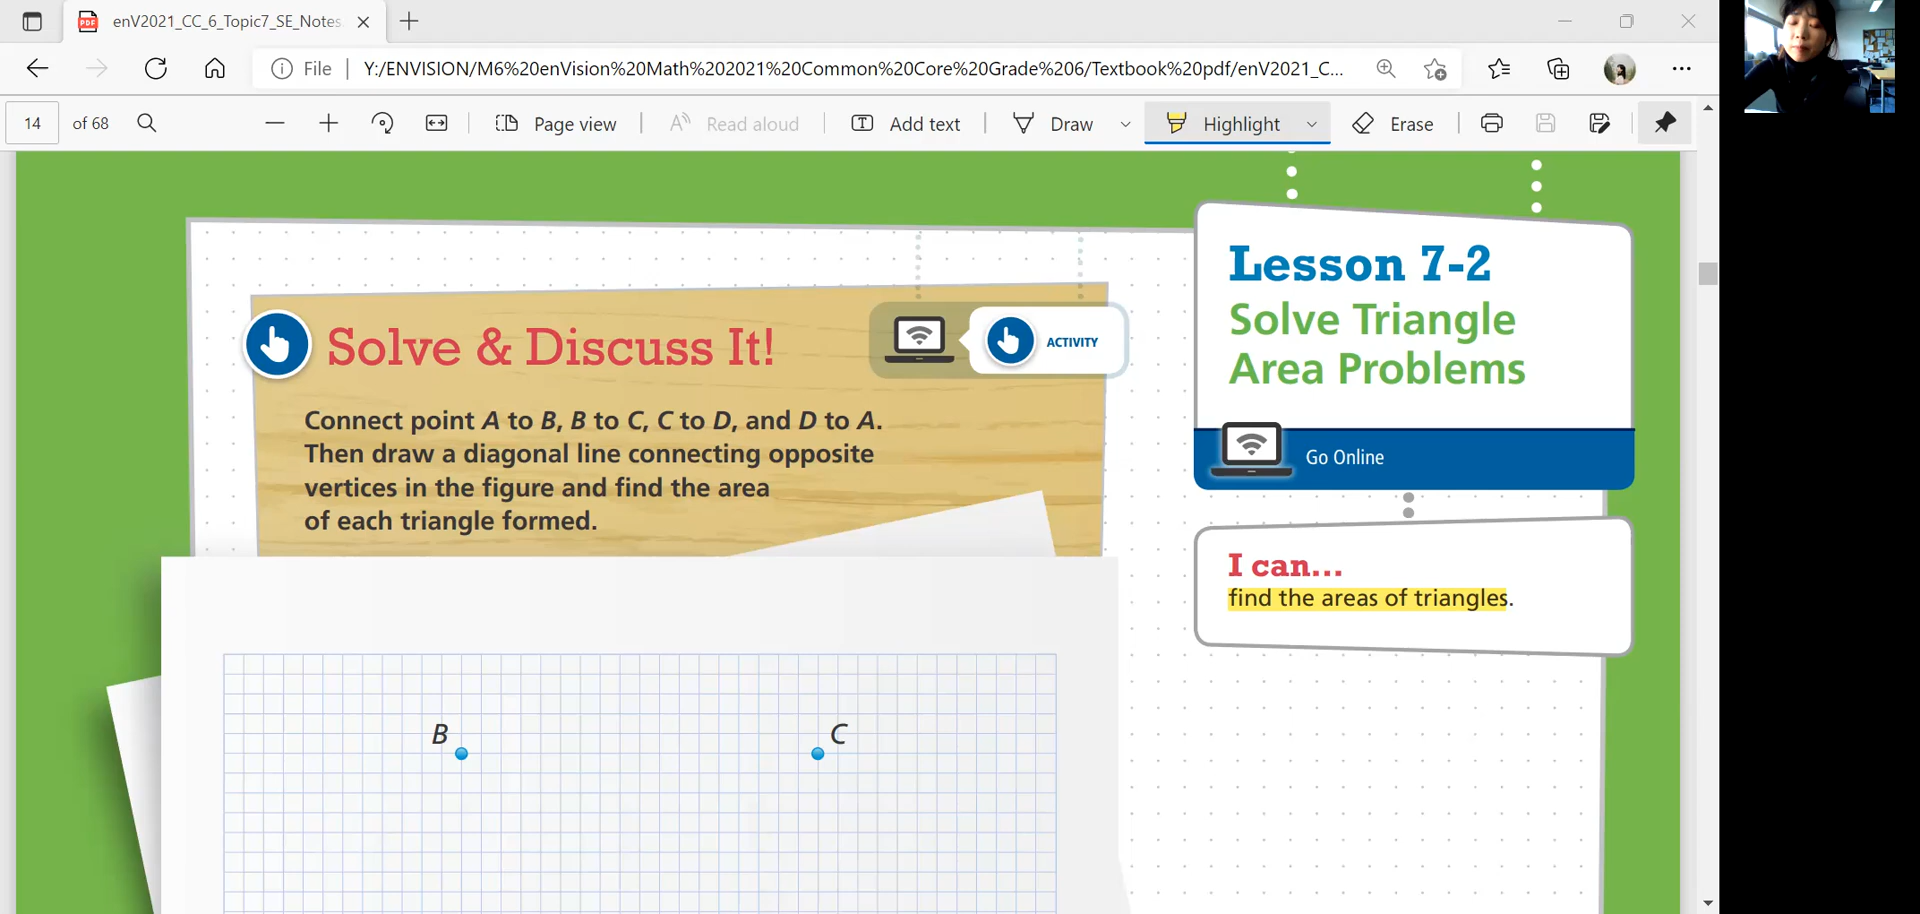 enV2021_CC_6_Topic7_SE_Notes
File
Y:/ENVISION/M6%20enVision%20Math%202021%20Common%20Core%20Grade%206/Textbook%20pdf/enV2021_C...
14 of 68
Page view
Read aloud
Add text
Draw
Highlight
Erase
Solve & Discuss It!
ACTIVITY
Connect point A to B, B to C, C to D, and D to A.
Then draw a diagonal line connecting opposite
vertices in the figure and find the area
of each triangle formed.
B
C
Lesson 7-2
Solve Triangle
Area Problems
Go Online
I can...
find the areas of triangles.